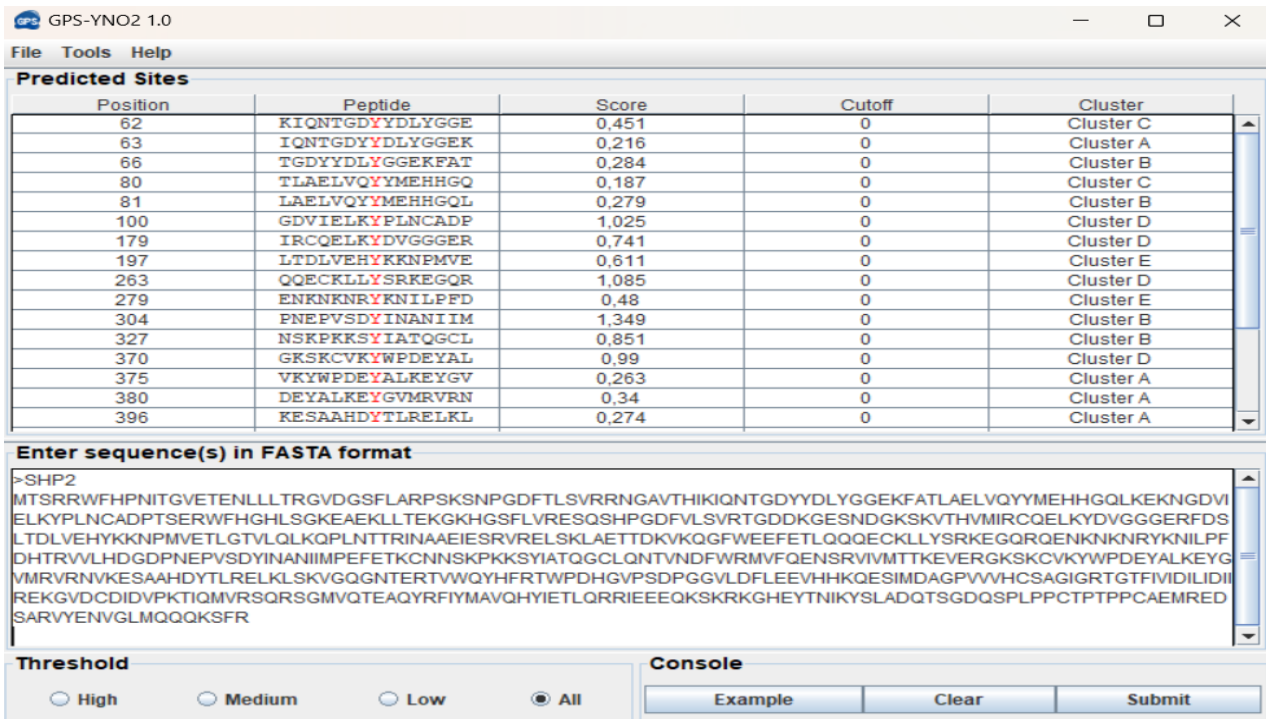 GPS GPS-YNO2 1.0
File Tools Help
Predicted Sites
Position Peptide Score Cutoff Cluster
62 KIQNTGDYYDLYGGE 0,451 0 Cluster C
63 IQNTGDYYDLYGGEK 0,216 0 Cluster A
66 TGDYYDLYGGEKFAT 0,284 0 Cluster B
80 TLAELVQYYMEHHGQ 0,187 0 Cluster C
81 LAELVQYYMEHHGQL 0,279 0 Cluster B
100 GDVIELKYPLNCADP 1,025 0 Cluster D
179 IRCQELKYDVGGGER 0,741 0 Cluster D
197 LTDLVEHYKKNPMVE 0,611 0 Cluster E
263 QQECKLLYSRKEGQR 1,085 0 Cluster D
279 ENKNKNRYKNILPFD 0,48 0 Cluster E
304 PNEPVSDYINANIIM 1,349 0 Cluster B
327 NSKPKKSYIATQGCL 0,851 0 Cluster B
370 GKSKCVKYWPDEYAL 0,99 0 Cluster D
375 VKYWPDEYALKEYGV 0,263 0 Cluster A
380 DEYALKEYGVMRVRN 0,34 0 Cluster A
396 KESAAHDYTLRELKL 0,274 0 Cluster A
Enter sequence(s) in FASTA format
>SHP2
MTSRRWFHPNITGVETENLLLTRGVDGSFLARPSKSNPGDFTLSVRRNGAVTHIKIQNTGDYYDLYGGEKFATLAELVQYYMEHHGQLKEKNGDVI
ELKYPLNCADPTSERWFHGHLSGKEAEKLLTEKGKHGSFLVRESQSHPGDFVLSVRTGDDKGESNDGKSKVTHVMIRCQELKYDVGGGERFDS
LTDLVEHYKKNPMVETLGTVLQLKQPLNTTRINAAEIESRVRELSKLAETTDKVKQGFWEEFETLQQQECKLLYSRKEGQRQENKNKNRYKNILPF
DHTRVVLHDGDPNEPVSDYINANIIMPEFETKCNNSKPKKSYIATQGCLQNTVNDFWRMVFQENSRVIVMTTKEVERGKSKCVKYWPDEYALKEYG
VMRVRNVKESAAHDYTLRELKLSKVGQGNTERTVWQYHFRTWPDHGVPSDPGGVLDFLEEVHHKQESIMDAGPVVVHCSAGIGRTGTFIVIDILIDII
REKGVDCDIDVPKTIQMVRSQRSGMVQTEAQYRFIYMAVQHYIETLQRRIEEEQKSKRKGHEYTNIKYSLADQTSGDQSPLPPCTPTPPCAEMRED
SARVYENVGLMQQQKSFR
Threshold Console
High Medium Low All Example Clear Submit